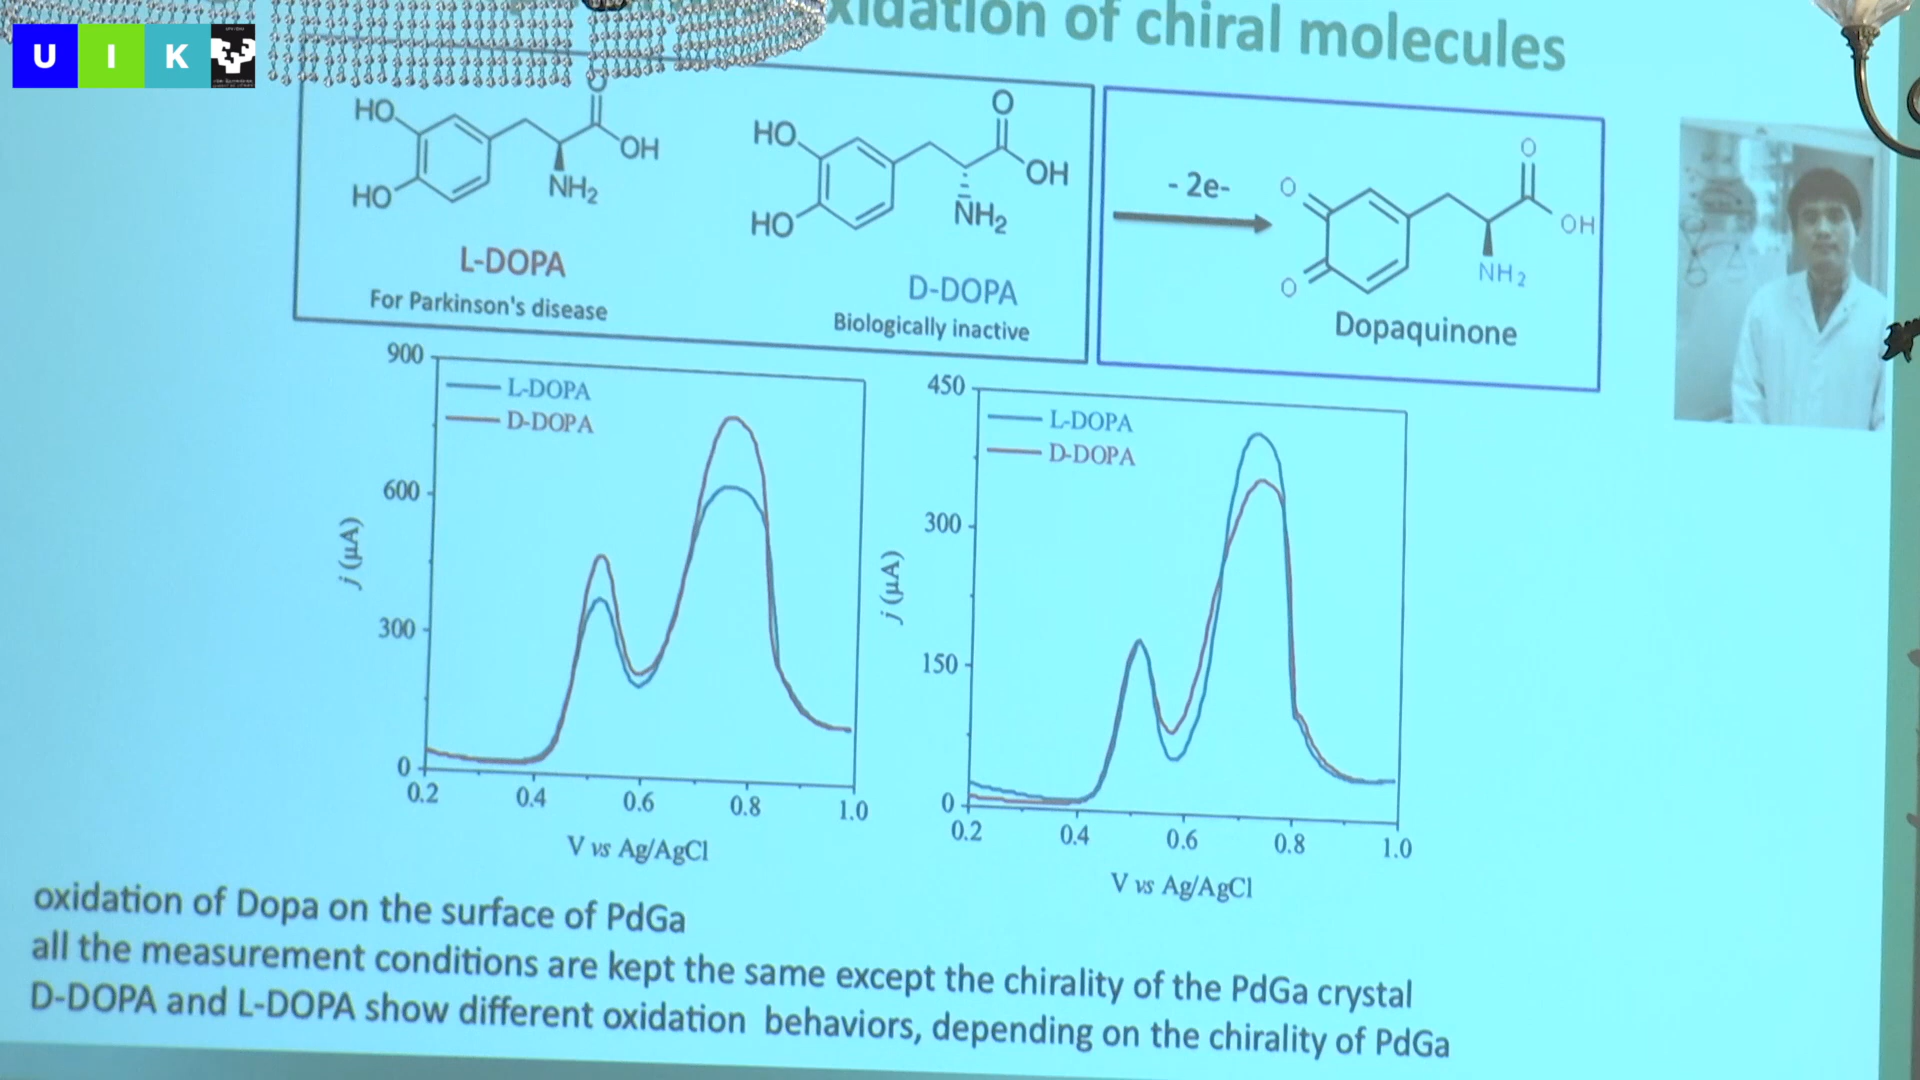 UIK
xidation of chiral molecules
HO
HO
O
OH
NH2
L-DOPA
For Parkinson's disease
HO
HO
O
OH
NH2
D-DOPA
Biologically inactive
- 2e-
O
O
O
OH
NH2
Dopaquinone
900
600
300
0
j (µA)
L-DOPA
D-DOPA
0.2 0.4 0.6 0.8 1.0
V vs Ag/AgCl
450
300
150
0
j (µA)
L-DOPA
D-DOPA
0.2 0.4 0.6 0.8 1.0
V vs Ag/AgCl
oxidation of Dopa on the surface of PdGa
all the measurement conditions are kept the same except the chirality of the PdGa crystal
D-DOPA and L-DOPA show different oxidation behaviors, depending on the chirality of PdGa